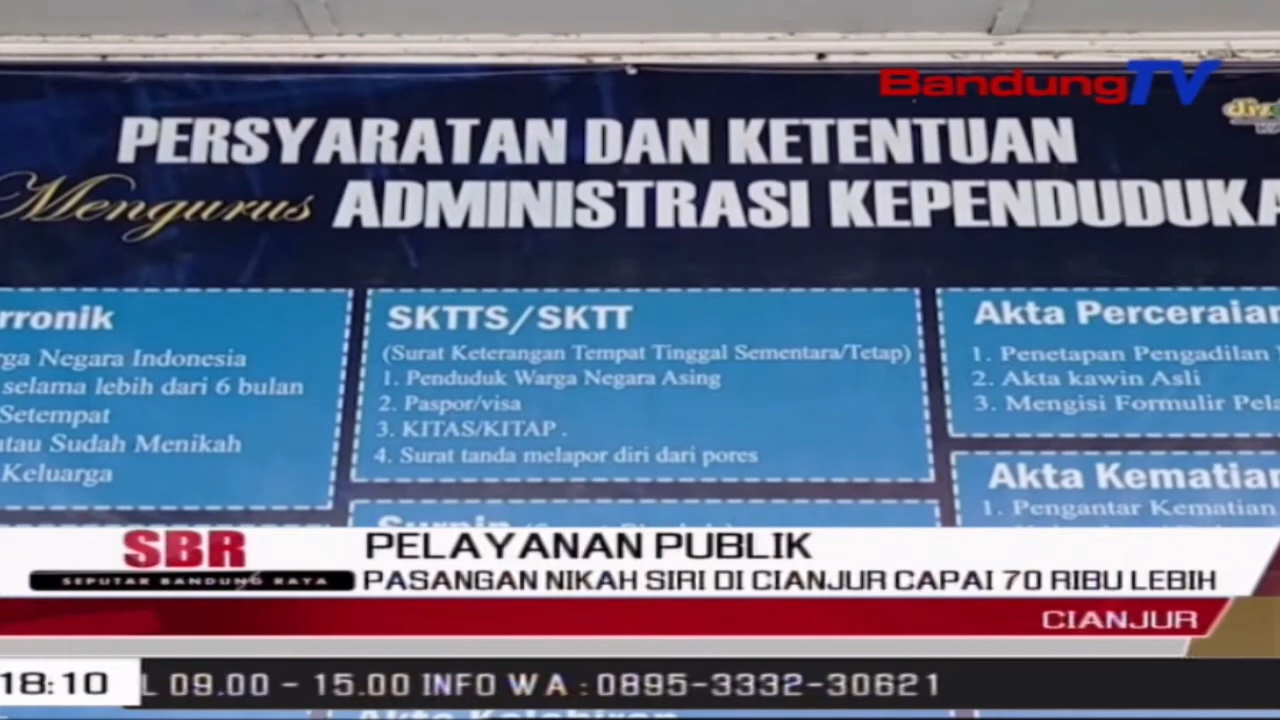 BandungTV
PERSYARATAN DAN KETENTUAN
Mengurus ADMINISTRASI KEPENDUDUKA
rronik
rga Negara Indonesia
selama lebih dari 6 bulan
Setempat
atau Sudah Menikah
Keluarga
SKTTS/SKTT
(Surat Keterangan Tempat Tinggal Sementara/Tetap)
1. Penduduk Warga Negara Asing
2. Paspor/visa
3. KITAS/KITAP .
4. Surat tanda melapor diri dari pores
Akta Perceraian
1. Penetapan Pengadilan
2. Akta kawin Asli
3. Mengisi Formulir Pela
Akta Kematian
1. Pengantar Kematian
SBR
SEPUTAR BANDUNG RAYA
PELAYANAN PUBLIK
PASANGAN NIKAH SIRI DI CIANJUR CAPAI 70 RIBU LEBIH
CIANJUR
18:10
L 09.00 - 15.00 INFO WA : 0895-3332-30621